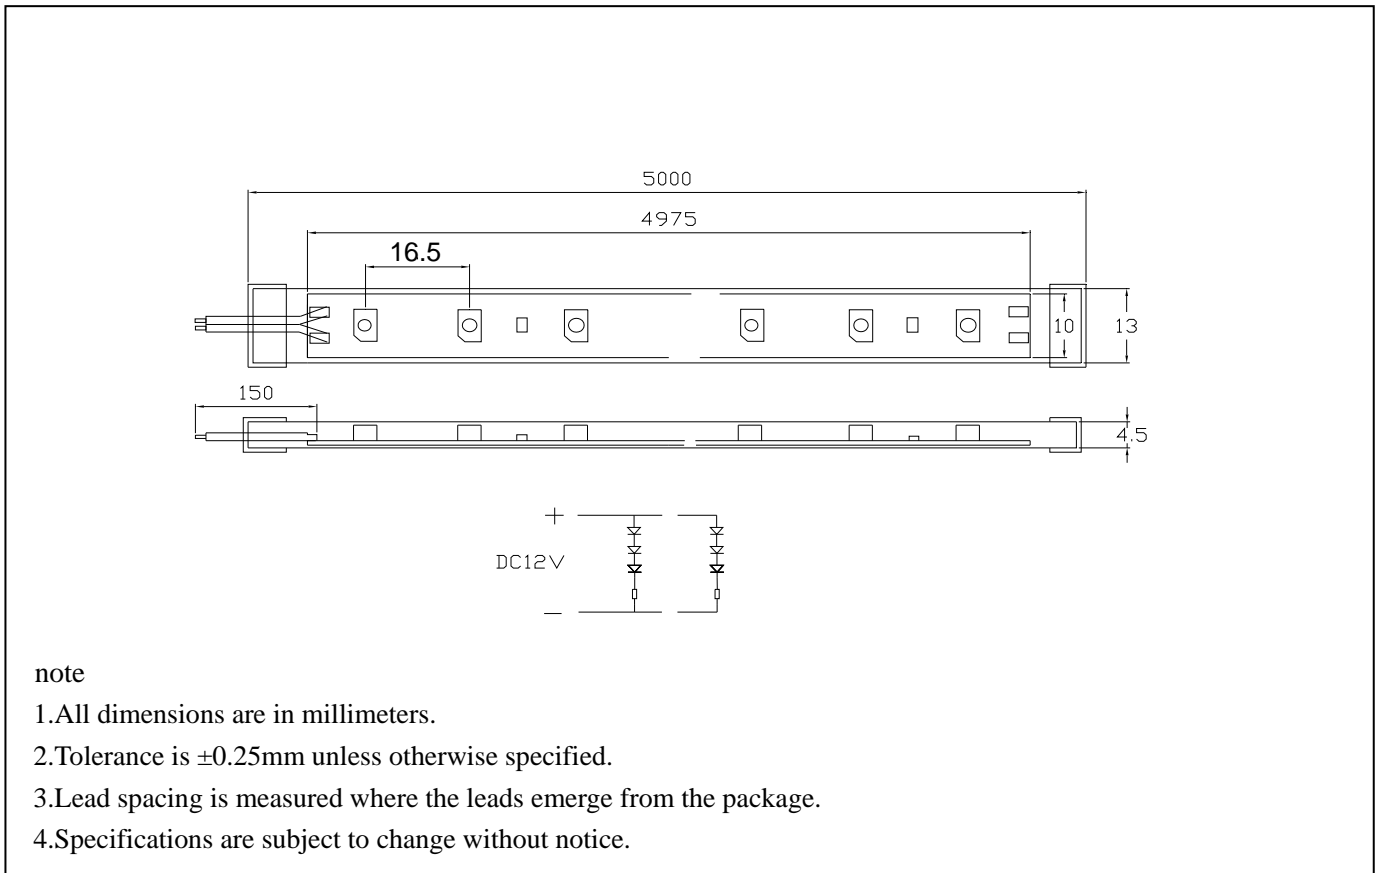 5000
4975
16.5
10
13
150
4.5
+
DC12V
—
note
1.All dimensions are in millimeters.
2.Tolerance is ±0.25mm unless otherwise specified.
3.Lead spacing is measured where the leads emerge from the package.
4.Specifications are subject to change without notice.